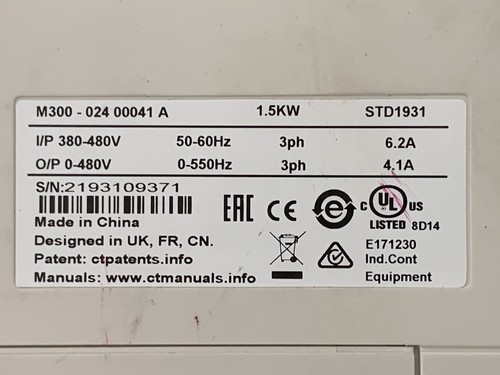 M300 - 024 00041 A 1.5KW STD1931
I/P 380-480V 50-60Hz 3ph 6.2A
O/P 0-480V 0-550Hz 3ph 4.1A
S/N:2193109371
Made in China
Designed in UK, FR, CN.
Patent: ctpatents.info
Manuals: www.ctmanuals.info
EAC CE e C UL US
LISTED 8D14
E171230
Ind.Cont
Equipment